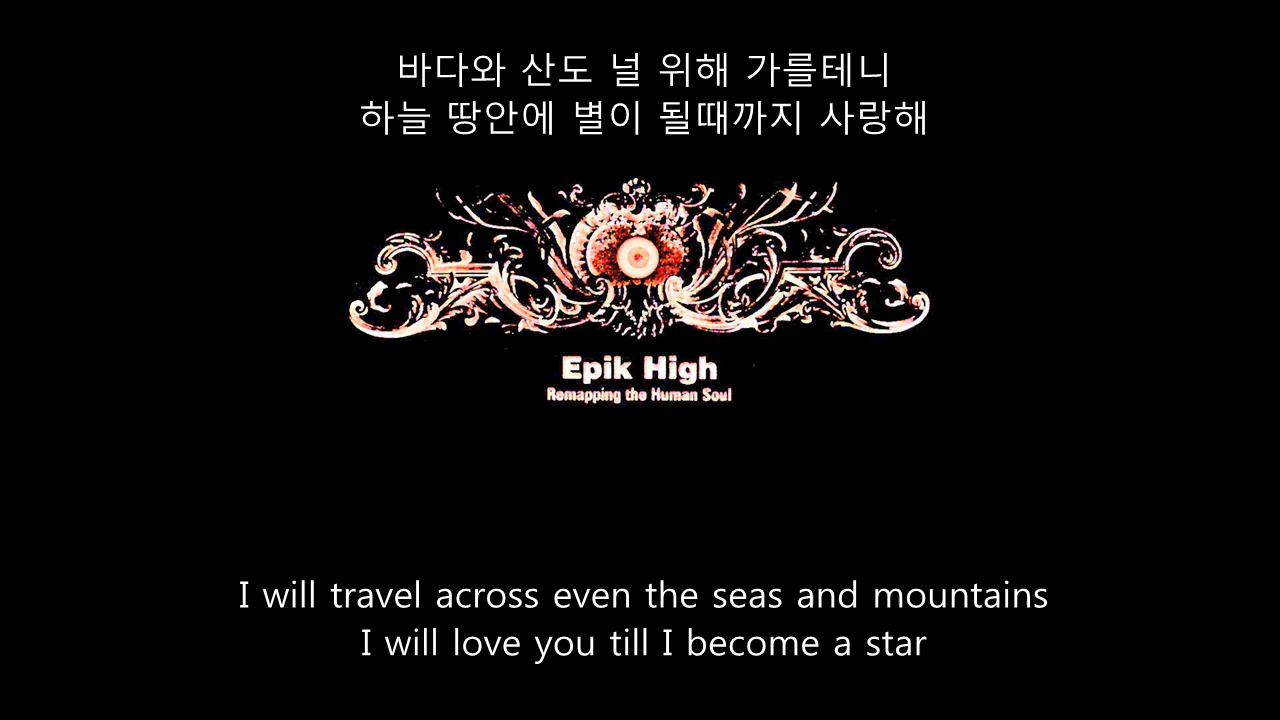 바다와 산도 널 위해 가를테니
하늘 땅안에 별이 될때까지 사랑해
Epik High
Remapping the Human Soul
I will travel across even the seas and mountains
I will love you till I become a star